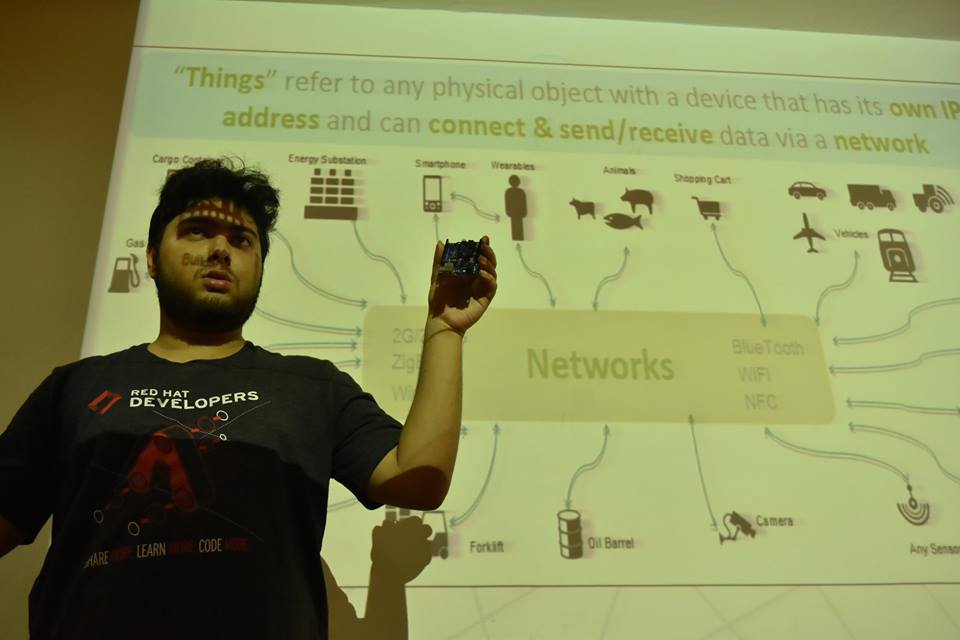 “Things” refer to any physical object with a device that has its own IP
address and can connect & send/receive data via a network
Energy Substation
Smartphone
Wearables
Animals
Shopping Cart
Cargo
Vehicles
Gas
Networks
BlueTooth
WiFI
NFC
Forklift
Oil Barrel
Camera
Any Sensor
RED HAT
DEVELOPERS
SHARE MORE. LEARN MORE. CODE MORE.